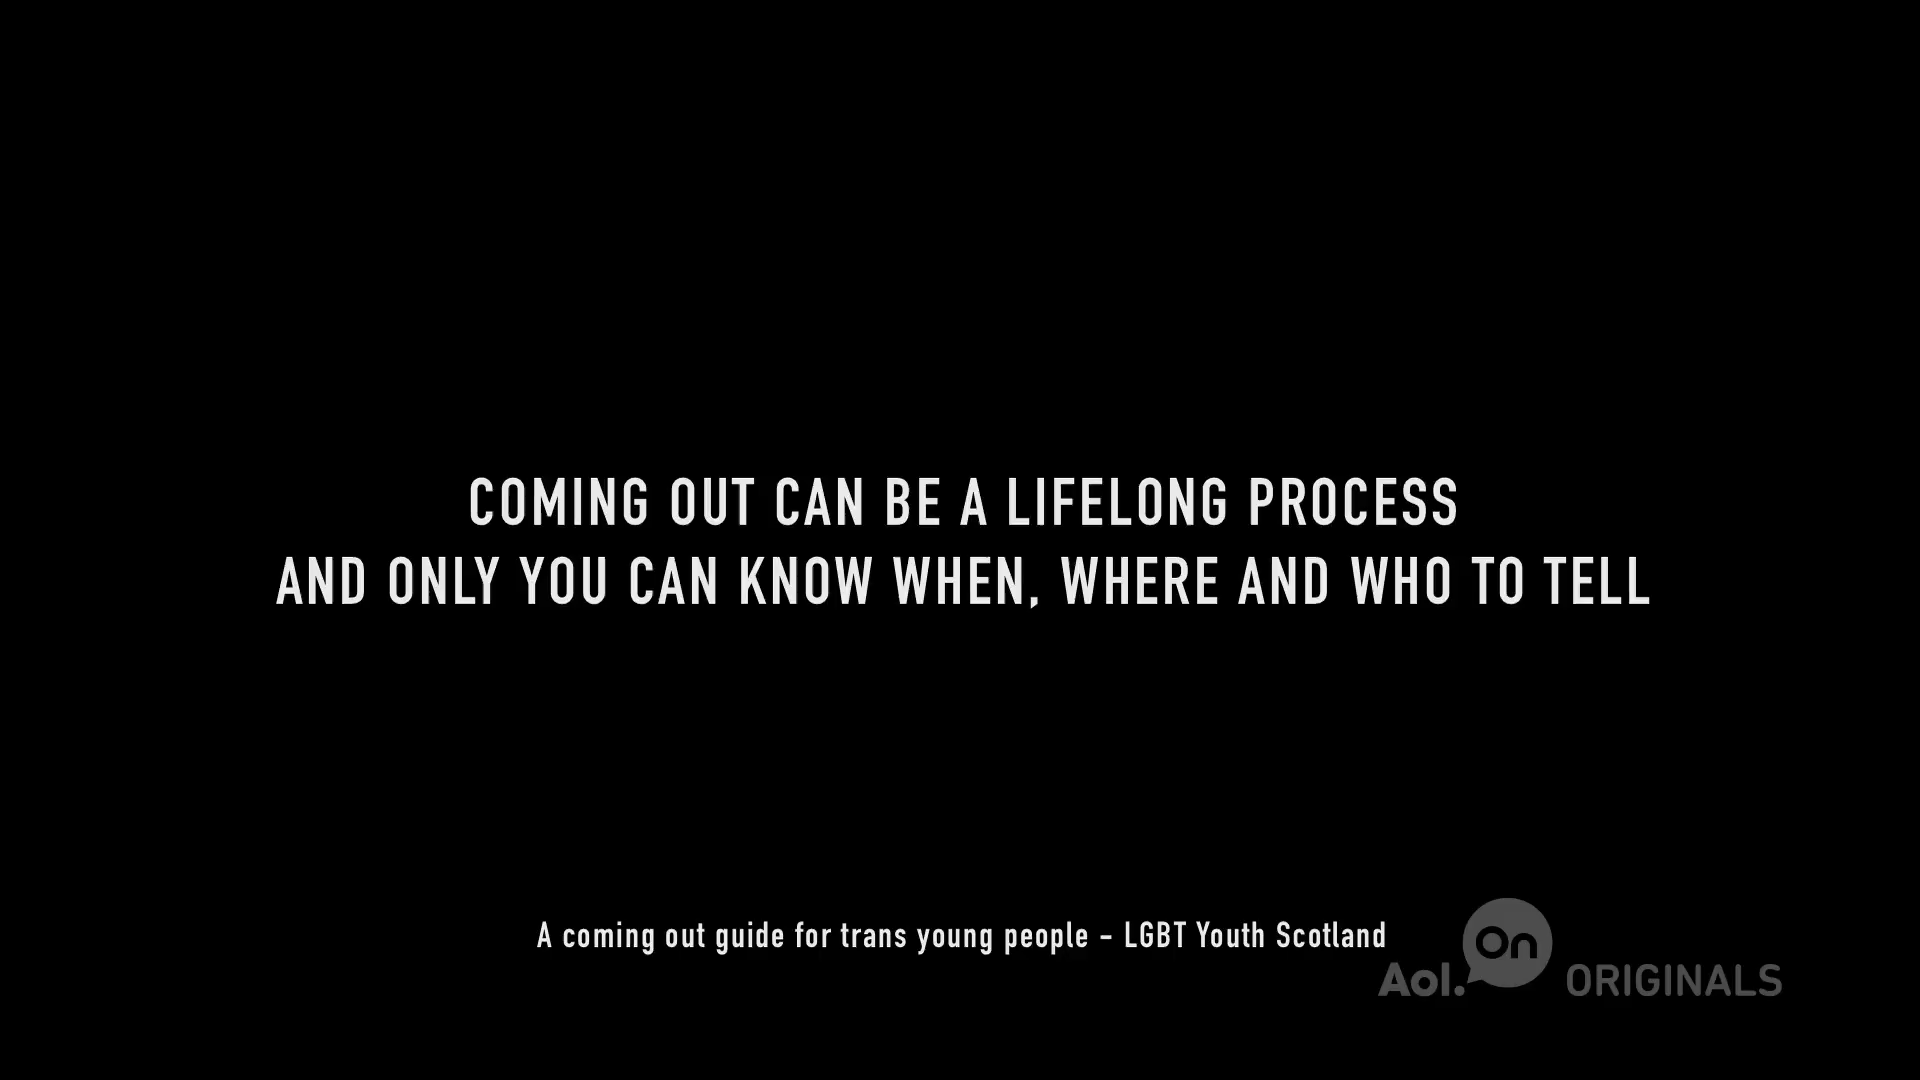 COMING OUT CAN BE A LIFELONG PROCESS
AND ONLY YOU CAN KNOW WHEN, WHERE AND WHO TO TELL
A coming out guide for trans young people – LGBT Youth Scotland
Aol. On ORIGINALS